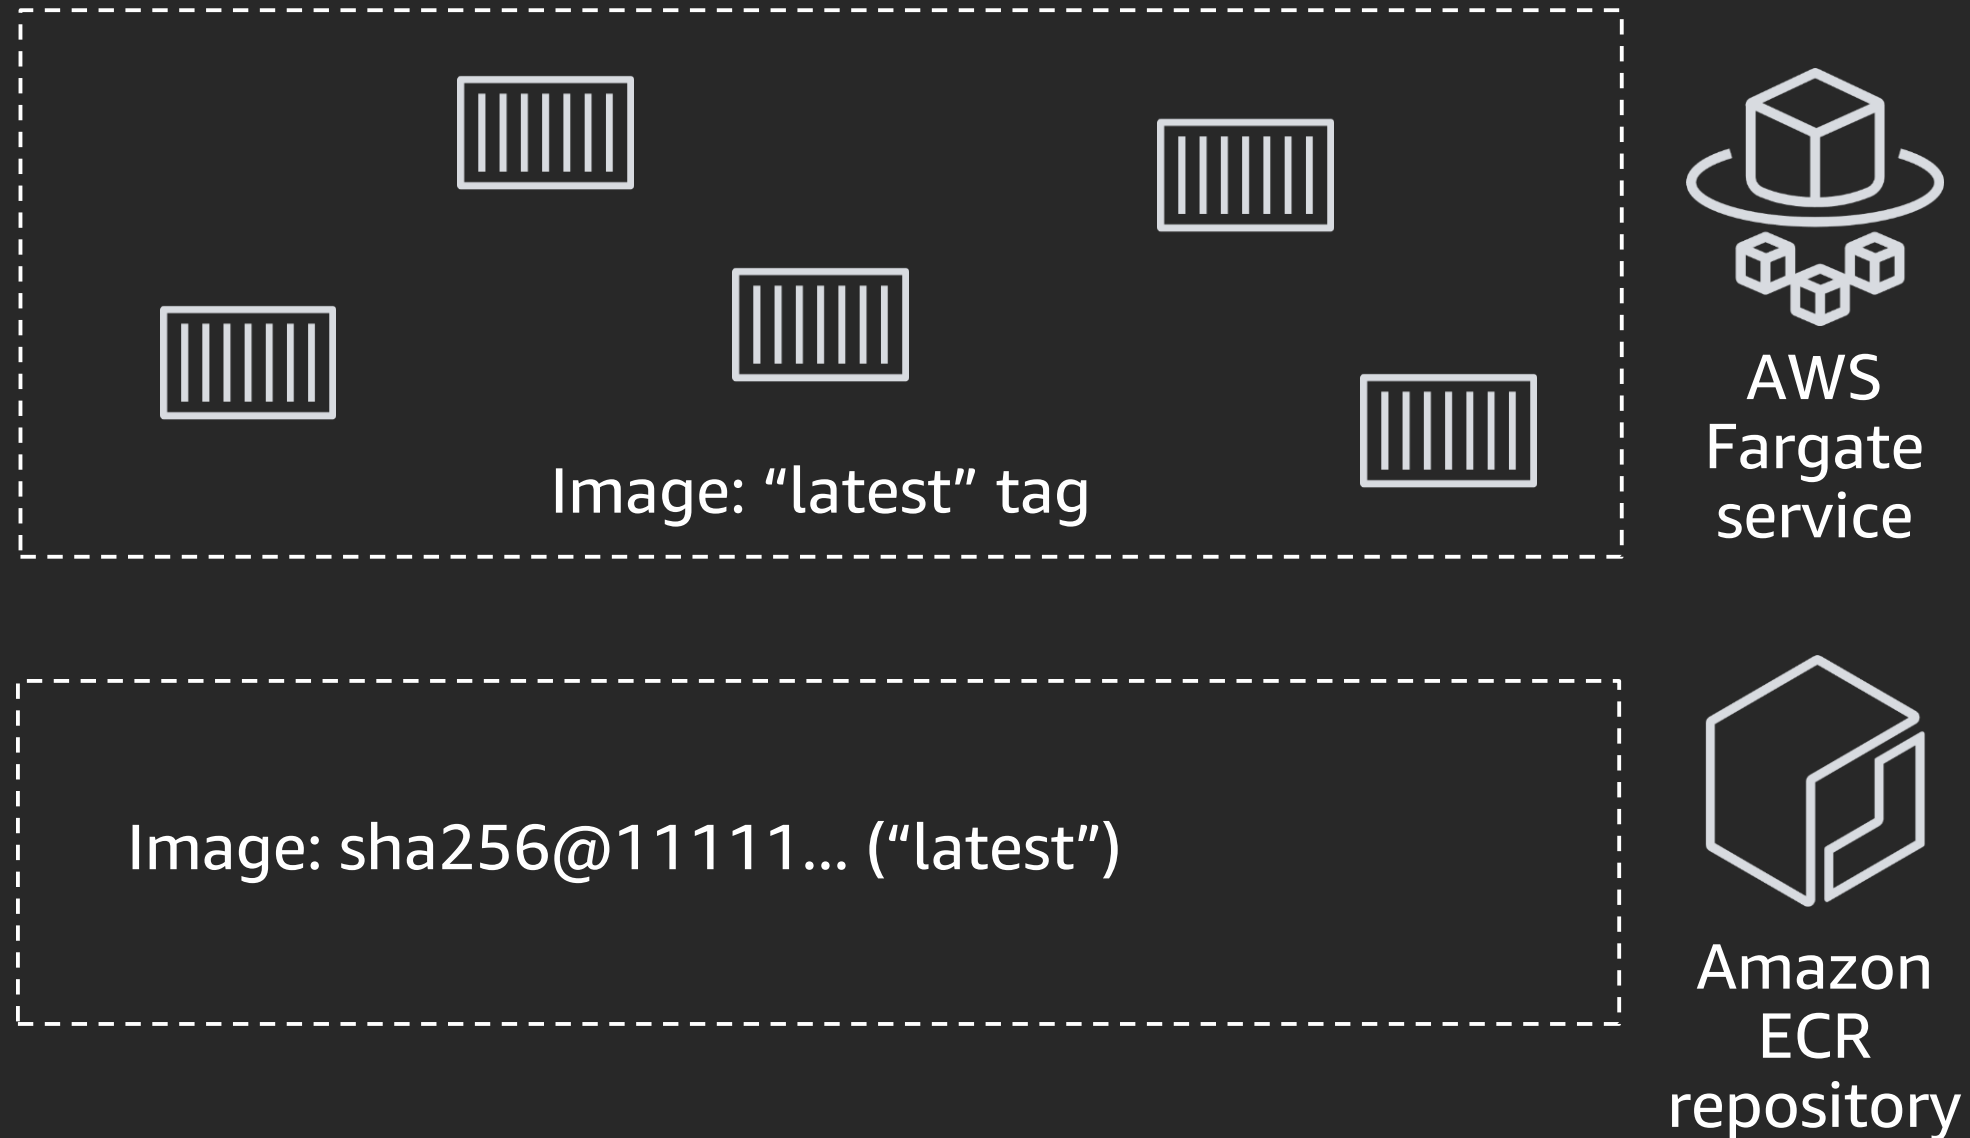 Image: “latest” tag
AWS
Fargate
service
Image: sha256@11111... (“latest”)
Amazon
ECR
repository